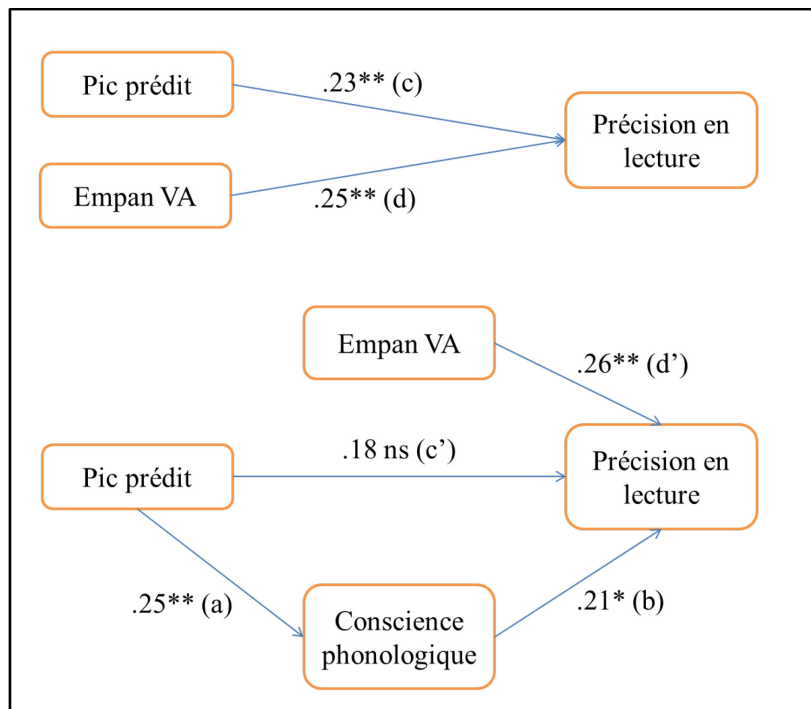 Pic prédit
.23** (c)
Précision en
lecture
Empan VA
.25** (d)
Empan VA
.26** (d’)
Pic prédit
.18 ns (c’)
Précision en
lecture
.25** (a)
Conscience
phonologique
.21* (b)